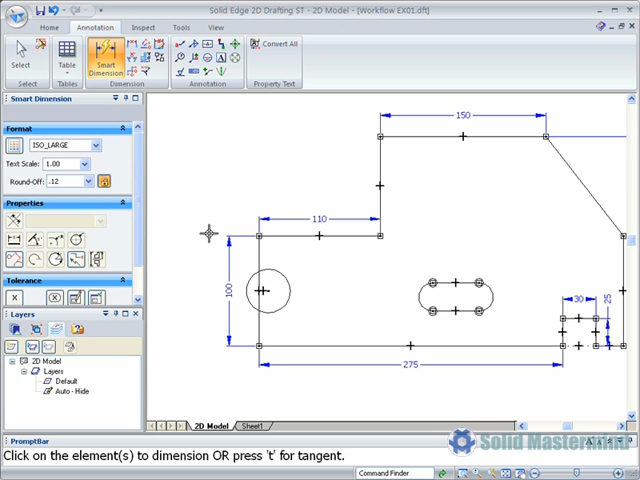 Solid Edge 2D Drafting ST - 2D Model - [Workflow EX01.dft]
Home Annotation Inspect Tools
Select Table Smart Dimension Convert All
Select Tables Dimension Annotation Property Text
Smart Dimension
Format
ISO_LARGE
Text Scale: 1.00
Round-Off: .12
Properties
Tolerance
Layers
2D Model
Layers
Default
Auto - Hide
150
110
100
30
25
275
2D Model Sheet1
PromptBar
Solid Mastermind
Click on the element(s) to dimension OR press 't' for tangent.
Command Finder